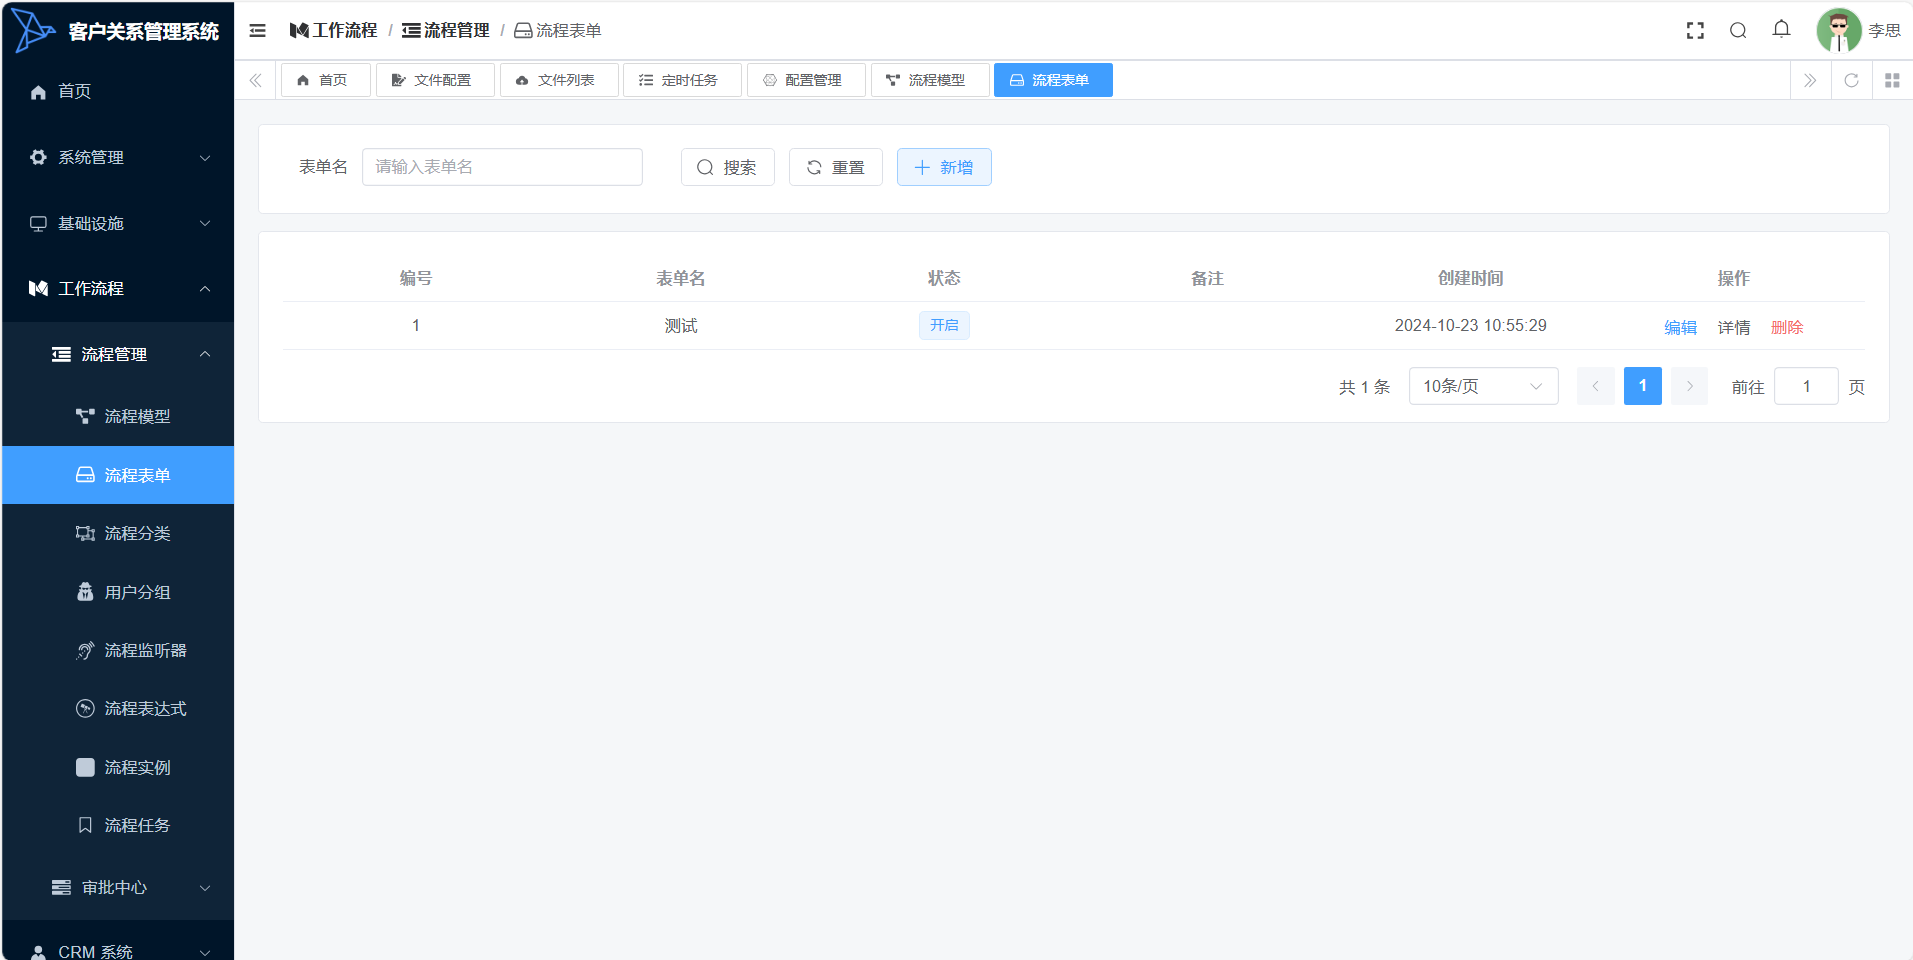 客户关系管理系统
首页
系统管理
基础设施
工作流程
流程管理
流程模型
流程表单
流程分类
用户分组
流程监听器
流程表达式
流程实例
流程任务
审批中心
CRM 系统
工作流程 / 流程管理 / 流程表单
李思
首页 文件配置 文件列表 定时任务 配置管理 流程模型 流程表单
表单名 请输入表单名 搜索 重置 新增
编号 表单名 状态 备注 创建时间 操作
1 测试 开启 2024-10-23 10:55:29 编辑 详情 删除
共 1 条 10条/页 1 前往 1 页